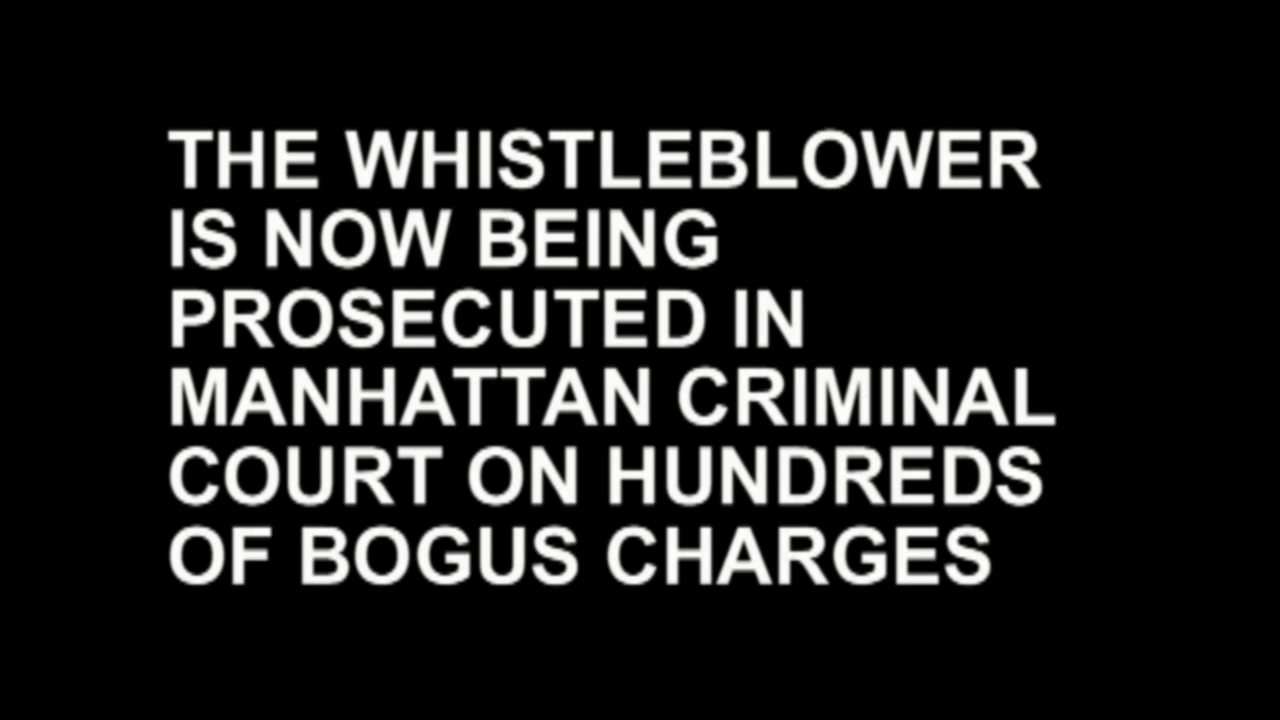 THE WHISTLEBLOWER
IS NOW BEING
PROSECUTED IN
MANHATTAN CRIMINAL
COURT ON HUNDREDS
OF BOGUS CHARGES